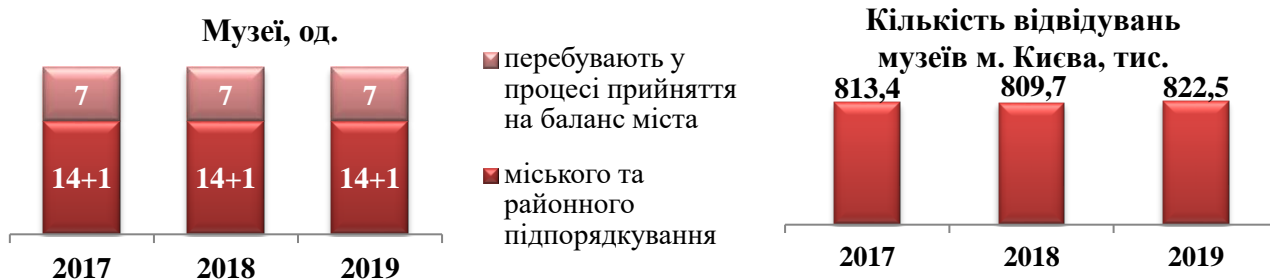 Музеї, од.
7
7
7
14+1
14+1
14+1
2017
2018
2019
перебувають у
процесі прийняття
на баланс міста
міського та
районного
підпорядкування
Кількість відвідувань
музеїв м. Києва, тис.
813,4
809,7
822,5
2017
2018
2019